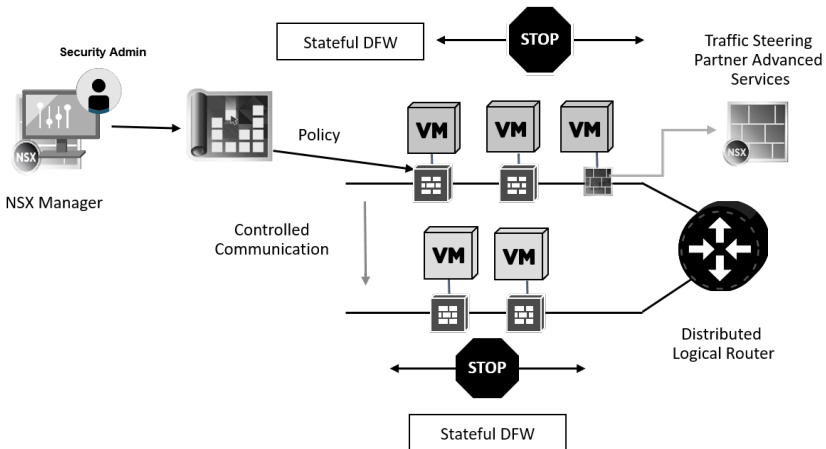 Stateful DFW
STOP
Traffic Steering
Partner Advanced
Services
Security Admin
NSX
NSX Manager
Policy
VM
VM
VM
NSX
Controlled
Communication
VM
VM
Distributed
Logical Router
STOP
Stateful DFW